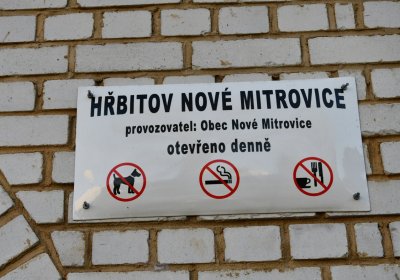 HŘBITOV NOVÉ MITROVICE
provozovatel: Obec Nové Mitrovice
otevřeno denně